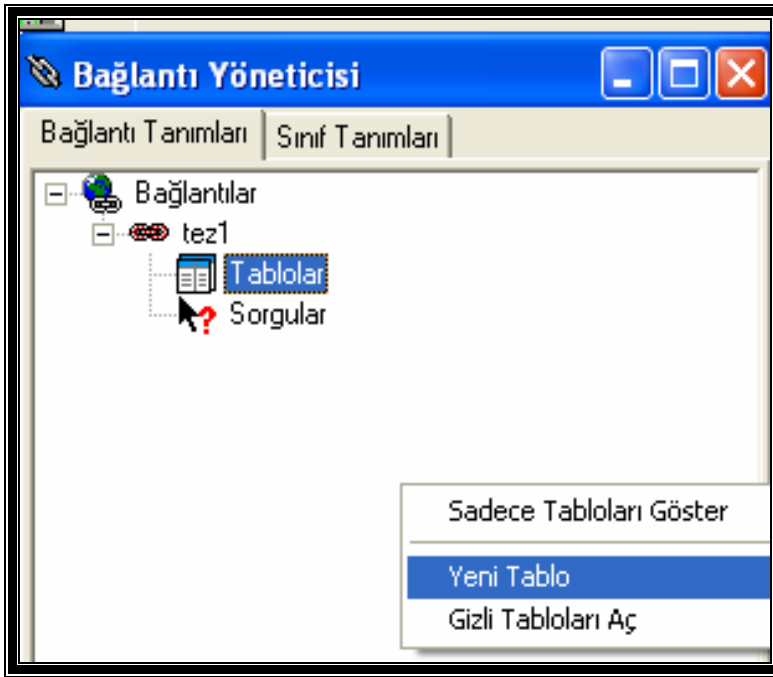 Bağlantı Yöneticisi
Bağlantı Tanımları Sınıf Tanımları
Bağlantılar
tez1
Tablolar
Sorgular
Sadece Tabloları Göster
Yeni Tablo
Gizli Tabloları Aç